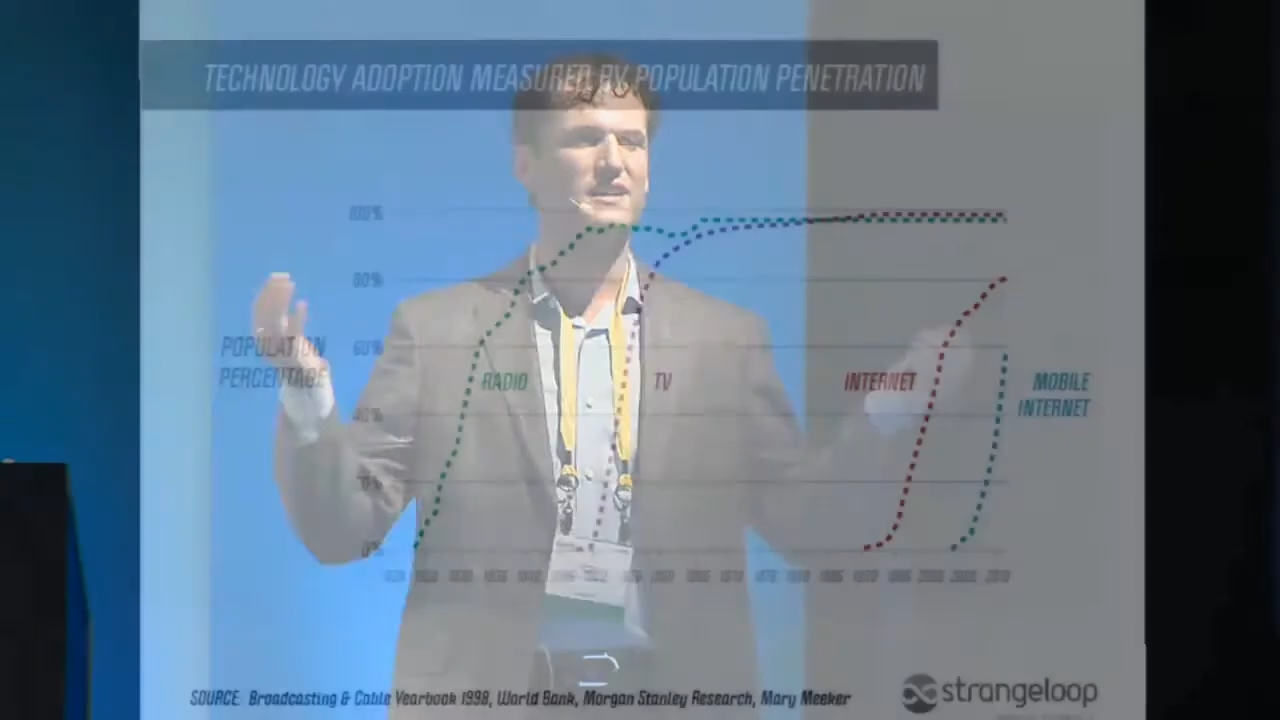 TECHNOLOGY ADOPTION MEASURED BY POPULATION PENETRATION
100%
80%
POPULATION
PERCENTAGE
60%
RADIO
TV
INTERNET
MOBILE
INTERNET
40%
0%
SOURCE: Broadcasting & Cable Yearbook 1998, World Bank, Morgan Stanley Research, Mary Meeker
strangeloop